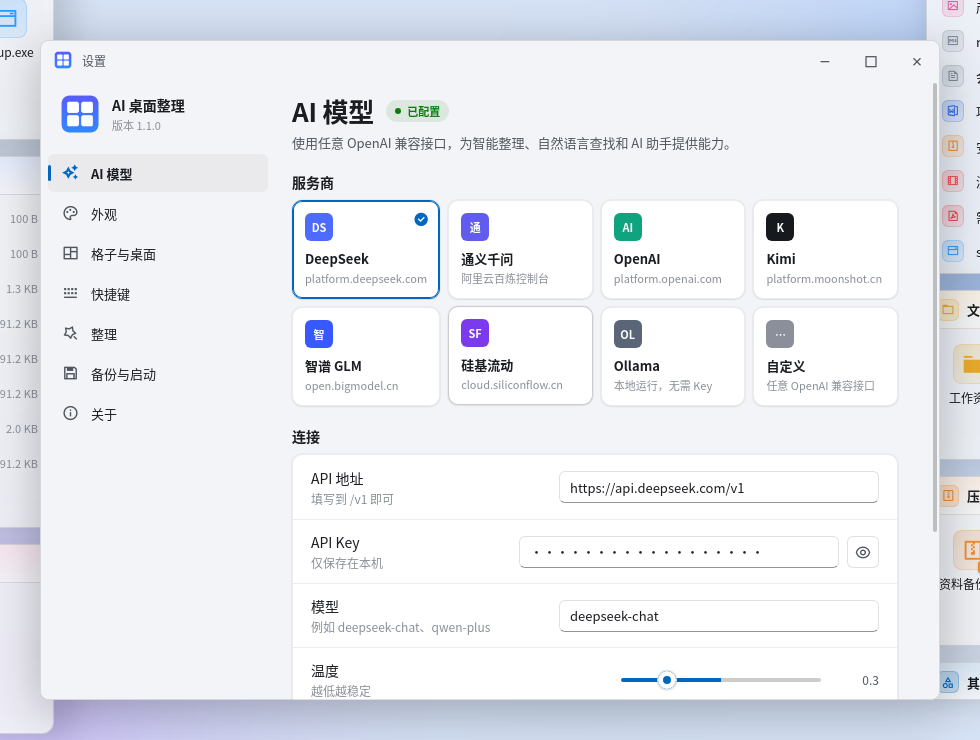 up.exe
100 B
100 B
1.3 KB
91.2 KB
91.2 KB
91.2 KB
2.0 KB
91.2 KB
设置
AI 桌面整理
版本 1.1.0
AI 模型
外观
格子与桌面
快捷键
整理
备份与启动
关于
AI 模型
已配置
使用任意 OpenAI 兼容接口，为智能整理、自然语言查找和 AI 助手提供能力。
服务商
DS
DeepSeek
platform.deepseek.com
通
通义千问
阿里云百炼控制台
AI
OpenAI
platform.openai.com
K
Kimi
platform.moonshot.cn
智
智谱 GLM
open.bigmodel.cn
SF
硅基流动
cloud.siliconflow.cn
OL
Ollama
本地运行，无需 Key
···
自定义
任意 OpenAI 兼容接口
连接
API 地址
填写到 /v1 即可
https://api.deepseek.com/v1
API Key
仅保存在本机
模型
例如 deepseek-chat、qwen-plus
deepseek-chat
温度
越低越稳定
0.3
文
工作资
压
资料备份
其